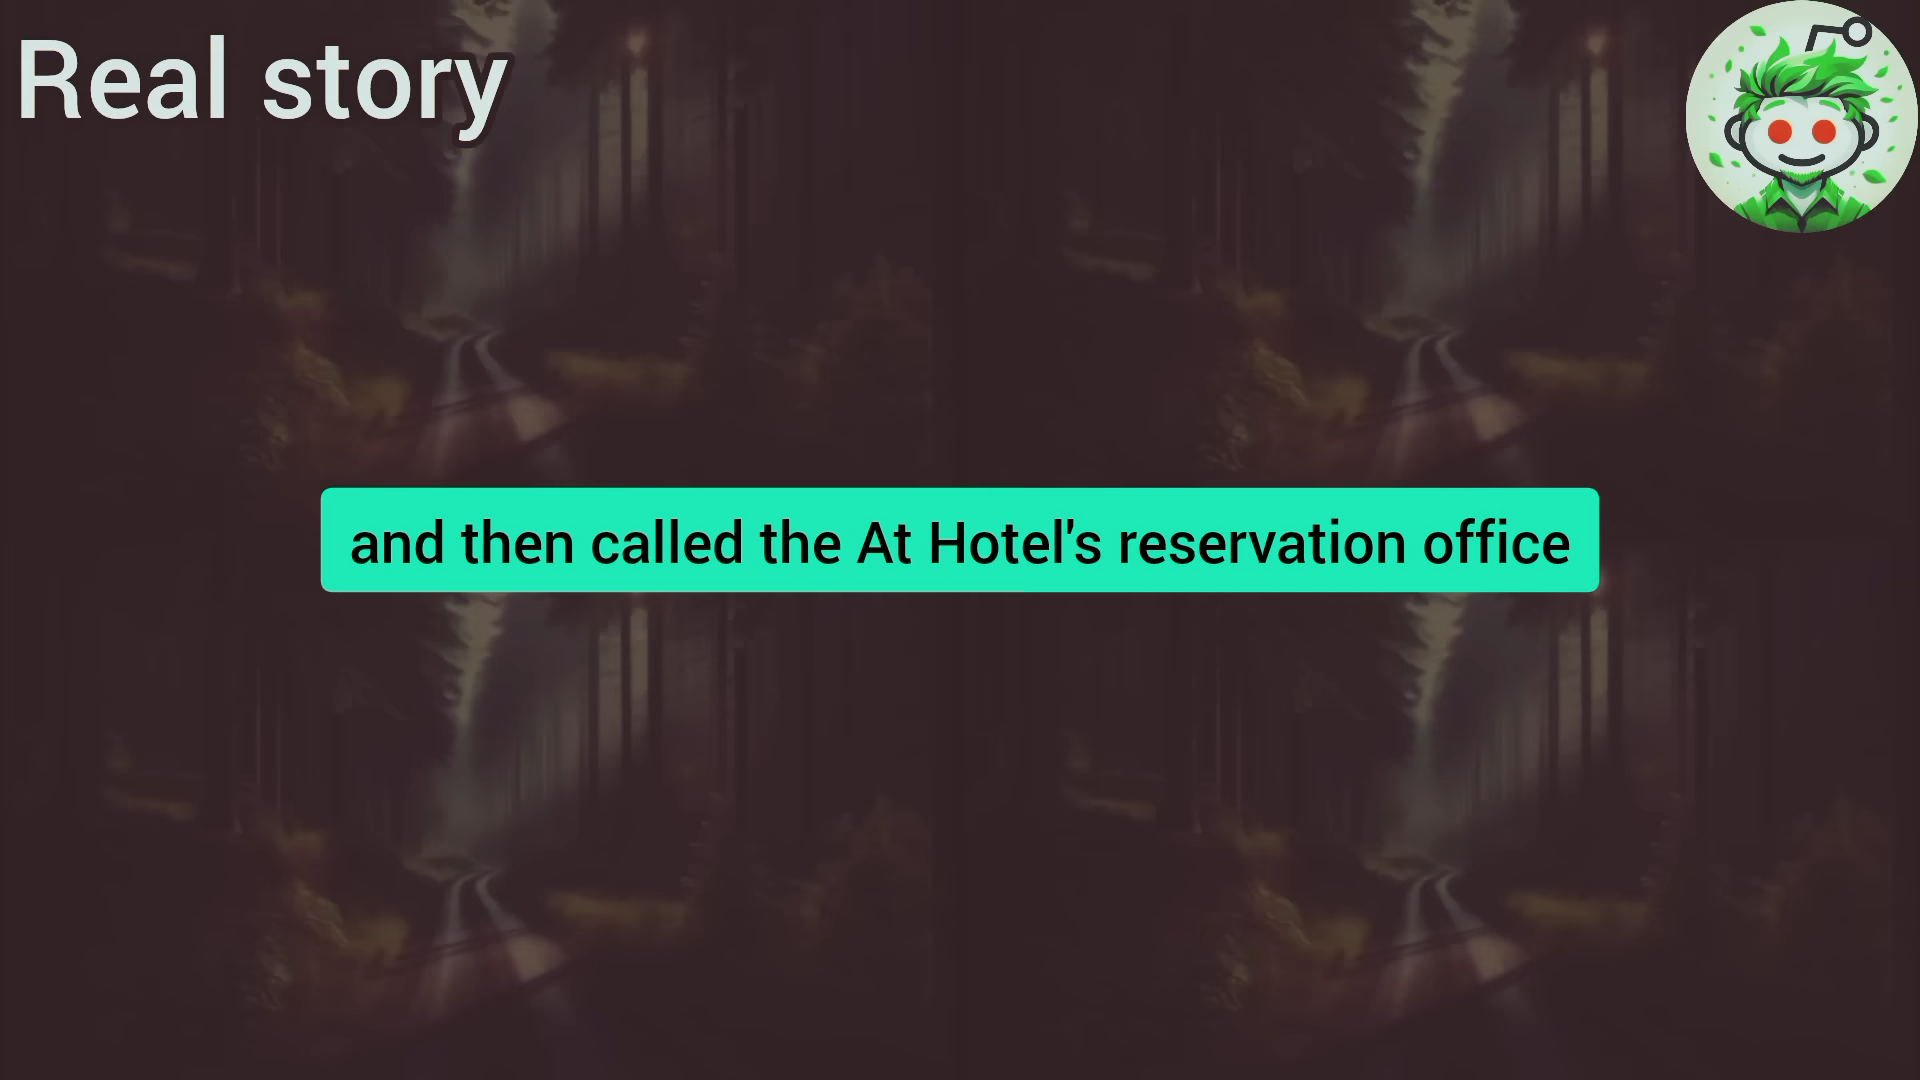 Real story
and then called the At Hotel's reservation office